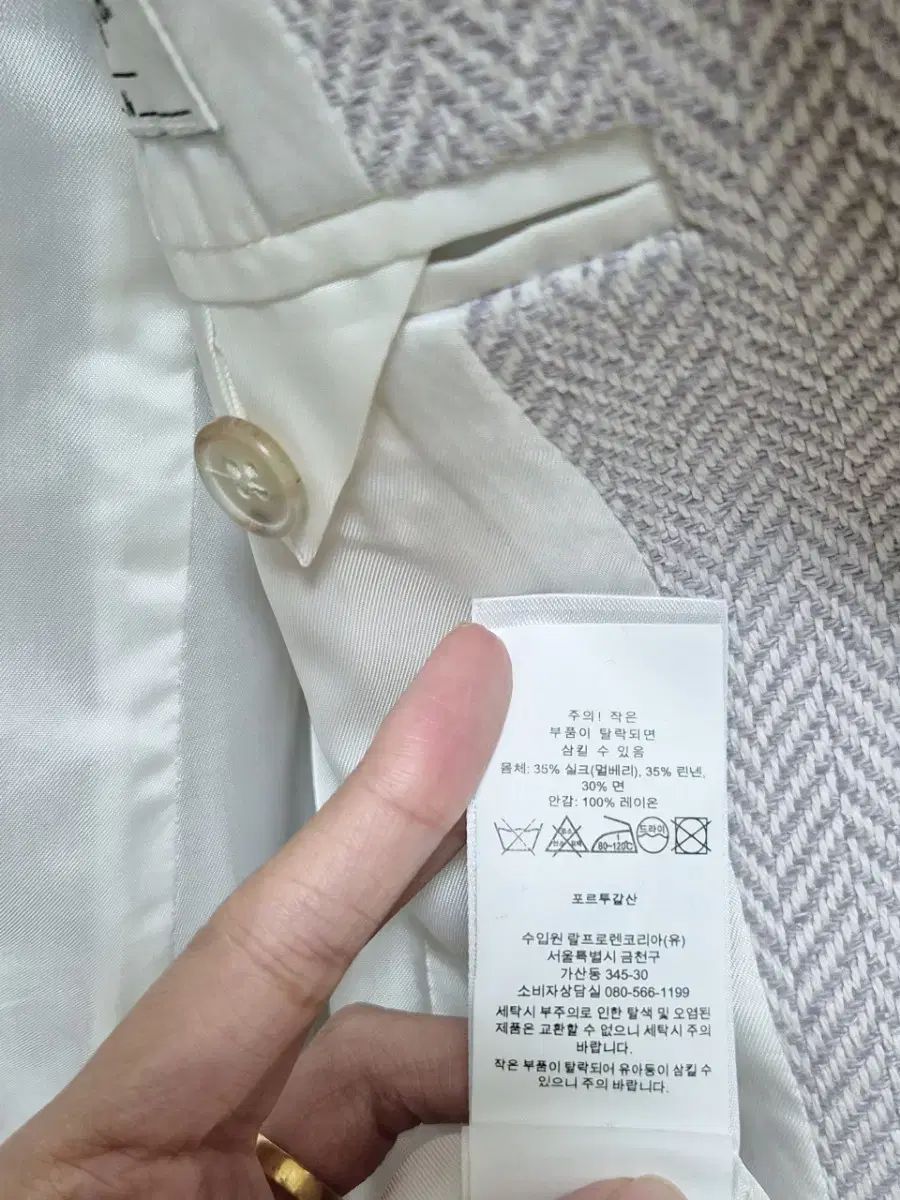 주의! 작은
부품이 탈락되면
삼킬 수 있음
몸체: 35% 실크(멀베리), 35% 린넨,
30% 면
안감: 100% 레이온
80~120℃ 드라이
포르투갈산
수입원 랄프로렌코리아(유)
서울특별시 금천구
가산동 345-30
소비자상담실 080-566-1199
세탁시 부주의로 인한 탈색 및 오염된
제품은 교환할 수 없으니 세탁시 주의
바랍니다.
작은 부품이 탈락되어 유아동이 삼킬 수
있으니 주의 바랍니다.